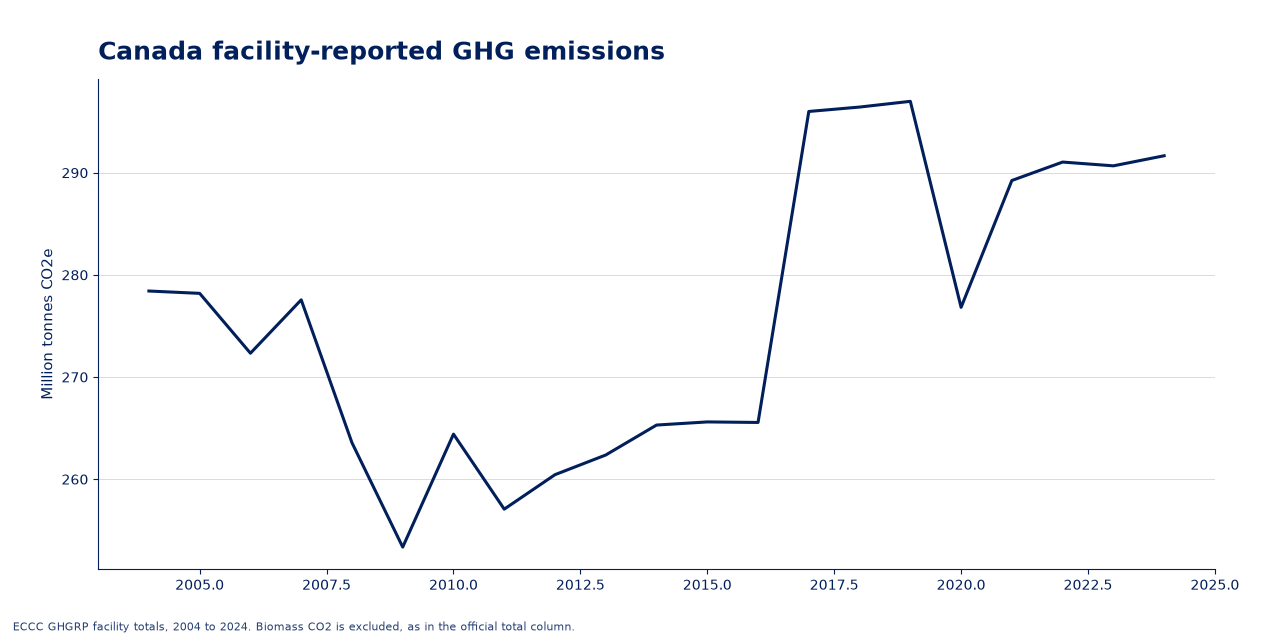 Canada facility-reported GHG emissions
Million tonnes CO2e
290
280
270
260
2005.0 2007.5 2010.0 2012.5 2015.0 2017.5 2020.0 2022.5 2025.0
ECCC GHGRP facility totals, 2004 to 2024. Biomass CO2 is excluded, as in the official total column.